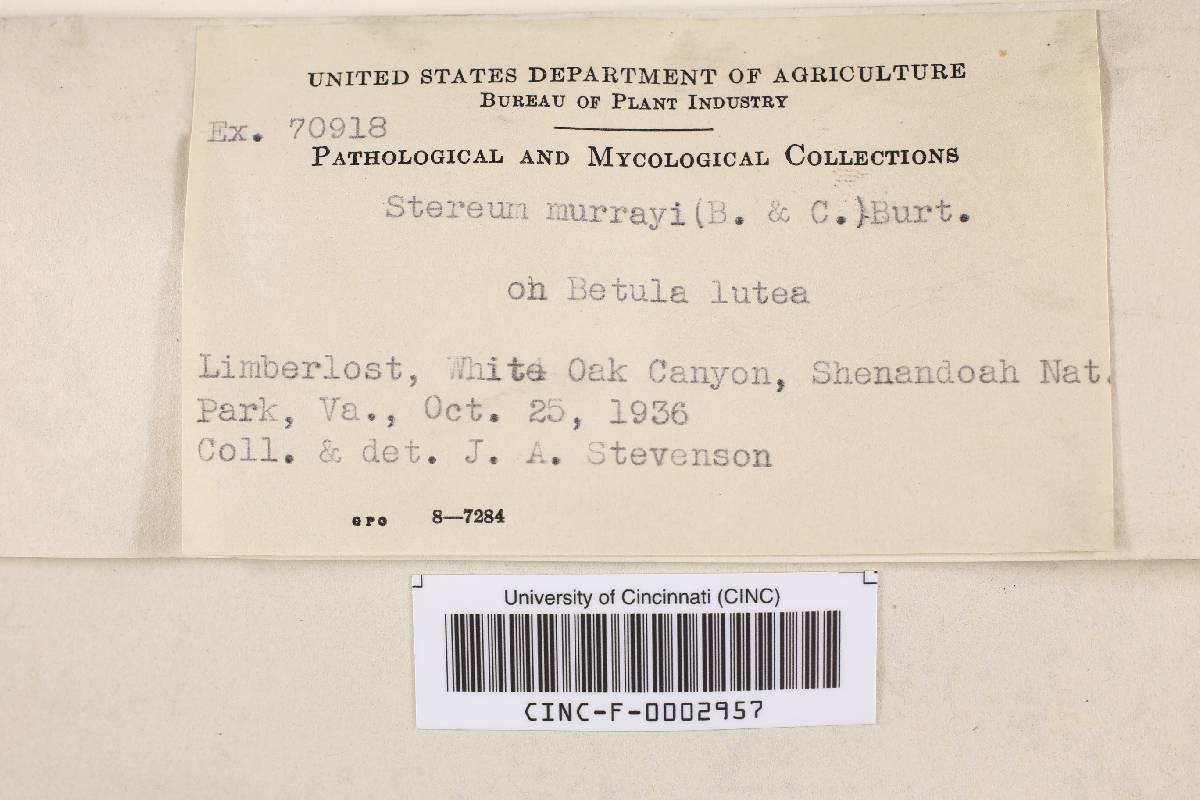 UNITED STATES DEPARTMENT OF AGRICULTURE
BUREAU OF PLANT INDUSTRY
Ex. 70918
PATHOLOGICAL AND MYCOLOGICAL COLLECTIONS
Stereum murrayi (B. & C.) Burt.
on Betula lutea
Limberlost, White Oak Canyon, Shenandoah Nat.
Park, Va., Oct. 25, 1936
Coll. & det. J. A. Stevenson
GPO 8—7284
University of Cincinnati (CINC)
CINC-F-0002957